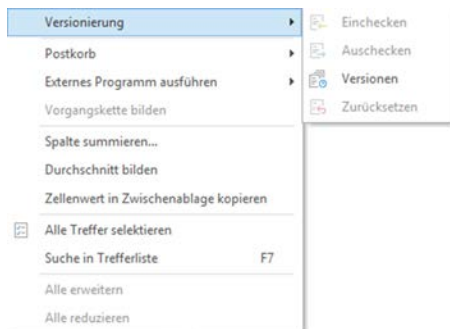 Versionierung
Postkorb
Externes Programm ausführen
Vorgangskette bilden
Spalte summieren...
Durchschnitt bilden
Zellenwert in Zwischenablage kopieren
Alle Treffer selektieren
Suche in Trefferliste F7
Alle erweitern
Alle reduzieren
Einchecken
Auschecken
Versionen
Zurücksetzen